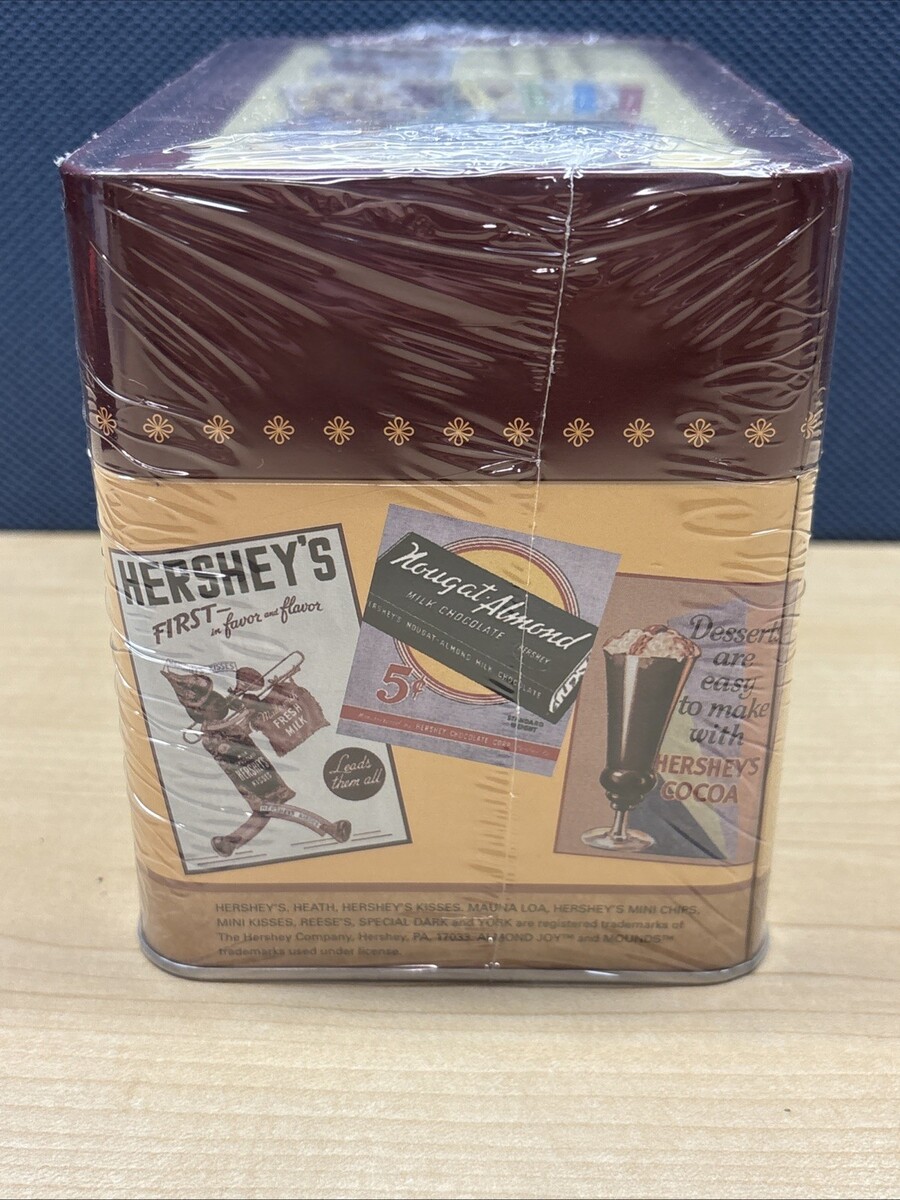 HERSHEY'S
FIRST—
in favor and flavor
FRESH
MILK
HERSHEY'S
KISSES
Leads
them all
Nougat-Almond
MILK CHOCOLATE
HERSHEY
HERSHEY'S NOUGAT-ALMOND MILK CHOCOLATE
5¢
STANDARD
WEIGHT
HERSHEY CHOCOLATE CORP.
Desserts
are
easy
to make
with
HERSHEY'S
COCOA
HERSHEY'S, HEATH, HERSHEY'S KISSES, MAUNA LOA, HERSHEY'S MINI CHIPS,
MINI KISSES, REESE'S, SPECIAL DARK and YORK are registered trademarks of
The Hershey Company, Hershey, PA, 17033. ALMOND JOY™ and MOUNDS™
trademarks used under license.